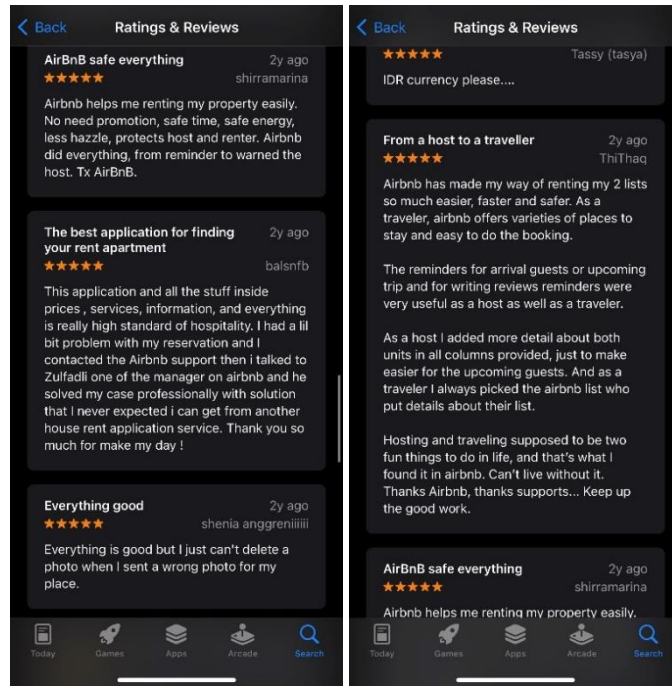 Back
Ratings & Reviews
AirBnB safe everything
2y ago
★★★★★
shirramarina
Airbnb helps me renting my property easily.
No need promotion, safe time, safe energy,
less hazzle, protects host and renter. Airbnb
did everything, from reminder to warned the
host. Tx AirBnB.
The best application for finding
2y ago
your rent apartment
★★★★★
balsnfb
This application and all the stuff inside
prices , services, information, and everything
is really high standard of hospitality. I had a lil
bit problem with my reservation and I
contacted the Airbnb support then i talked to
Zulfadli one of the manager on airbnb and he
solved my case professionally with solution
that I never expected i can get from another
house rent application service. Thank you so
much for make my day !
Everything good
2y ago
★★★★★
shenia anggreniiiiii
Everything is good but I just can't delete a
photo when I sent a wrong photo for my
place.
Today
Games
Apps
Arcade
Search
Back
Ratings & Reviews
★★★★★
Tassy (tasya)
IDR currency please....
From a host to a traveller
2y ago
★★★★★
ThiThaq
Airbnb has made my way of renting my 2 lists
so much easier, faster and safer. As a
traveler, airbnb offers varieties of places to
stay and easy to do the booking.
The reminders for arrival guests or upcoming
trip and for writing reviews reminders were
very useful as a host as well as a traveler.
As a host I added more detail about both
units in all columns provided, just to make
easier for the upcoming guests. And as a
traveler I always picked the airbnb list who
put details about their list.
Hosting and traveling supposed to be two
fun things to do in life, and that's what I
found it in airbnb. Can't live without it.
Thanks Airbnb, thanks supports... Keep up
the good work.
AirBnB safe everything
2y ago
★★★★★
shirramarina
Airbnb helps me renting my property easily.
Today
Games
Apps
Arcade
Search